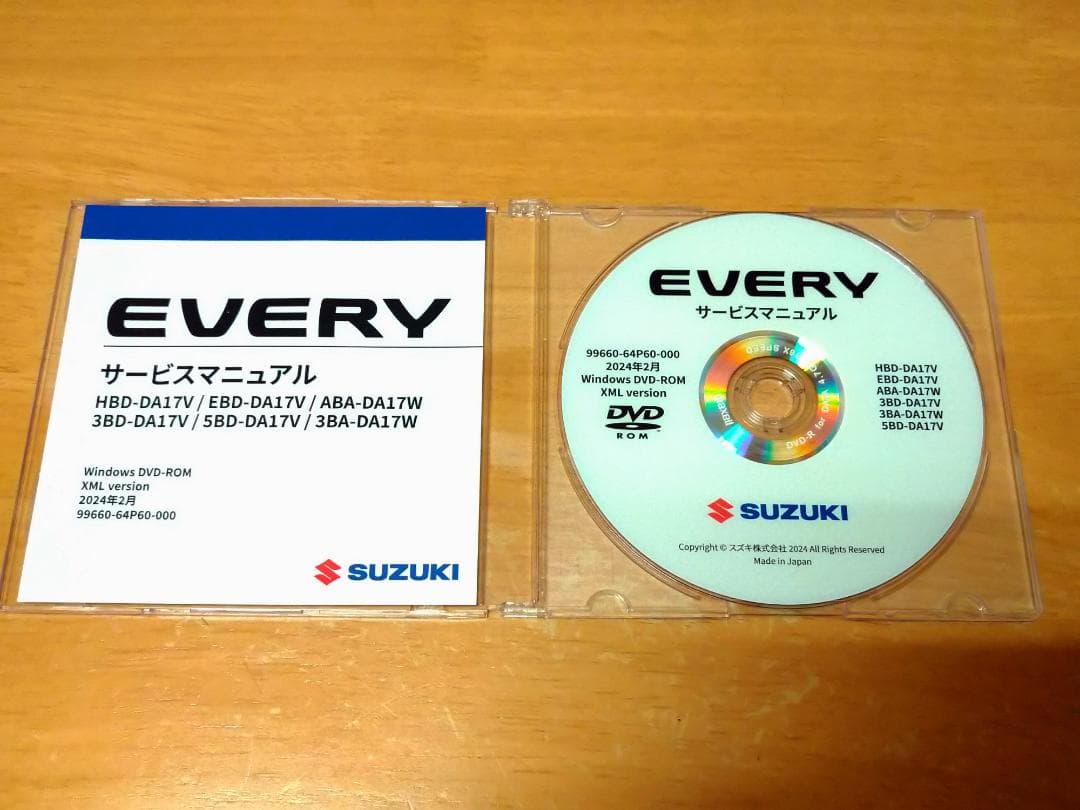 EVERY
サービスマニュアル
HBD-DA17V / EBD-DA17V / ABA-DA17W
3BD-DA17V / 5BD-DA17V / 3BA-DA17W
Windows DVD-ROM
XML version
2024年2月
99660-64P60-000
SUZUKI
EVERY
サービスマニュアル
99660-64P60-000
2024年2月
Windows DVD-ROM
XML version
DVD
ROM
HBD-DA17V
EBD-DA17V
ABA-DA17W
3BD-DA17V
3BA-DA17W
5BD-DA17V
maxell
DVD-R for
SPEED
SUZUKI
Copyright © スズキ株式会社 2024 All Rights Reserved
Made in Japan